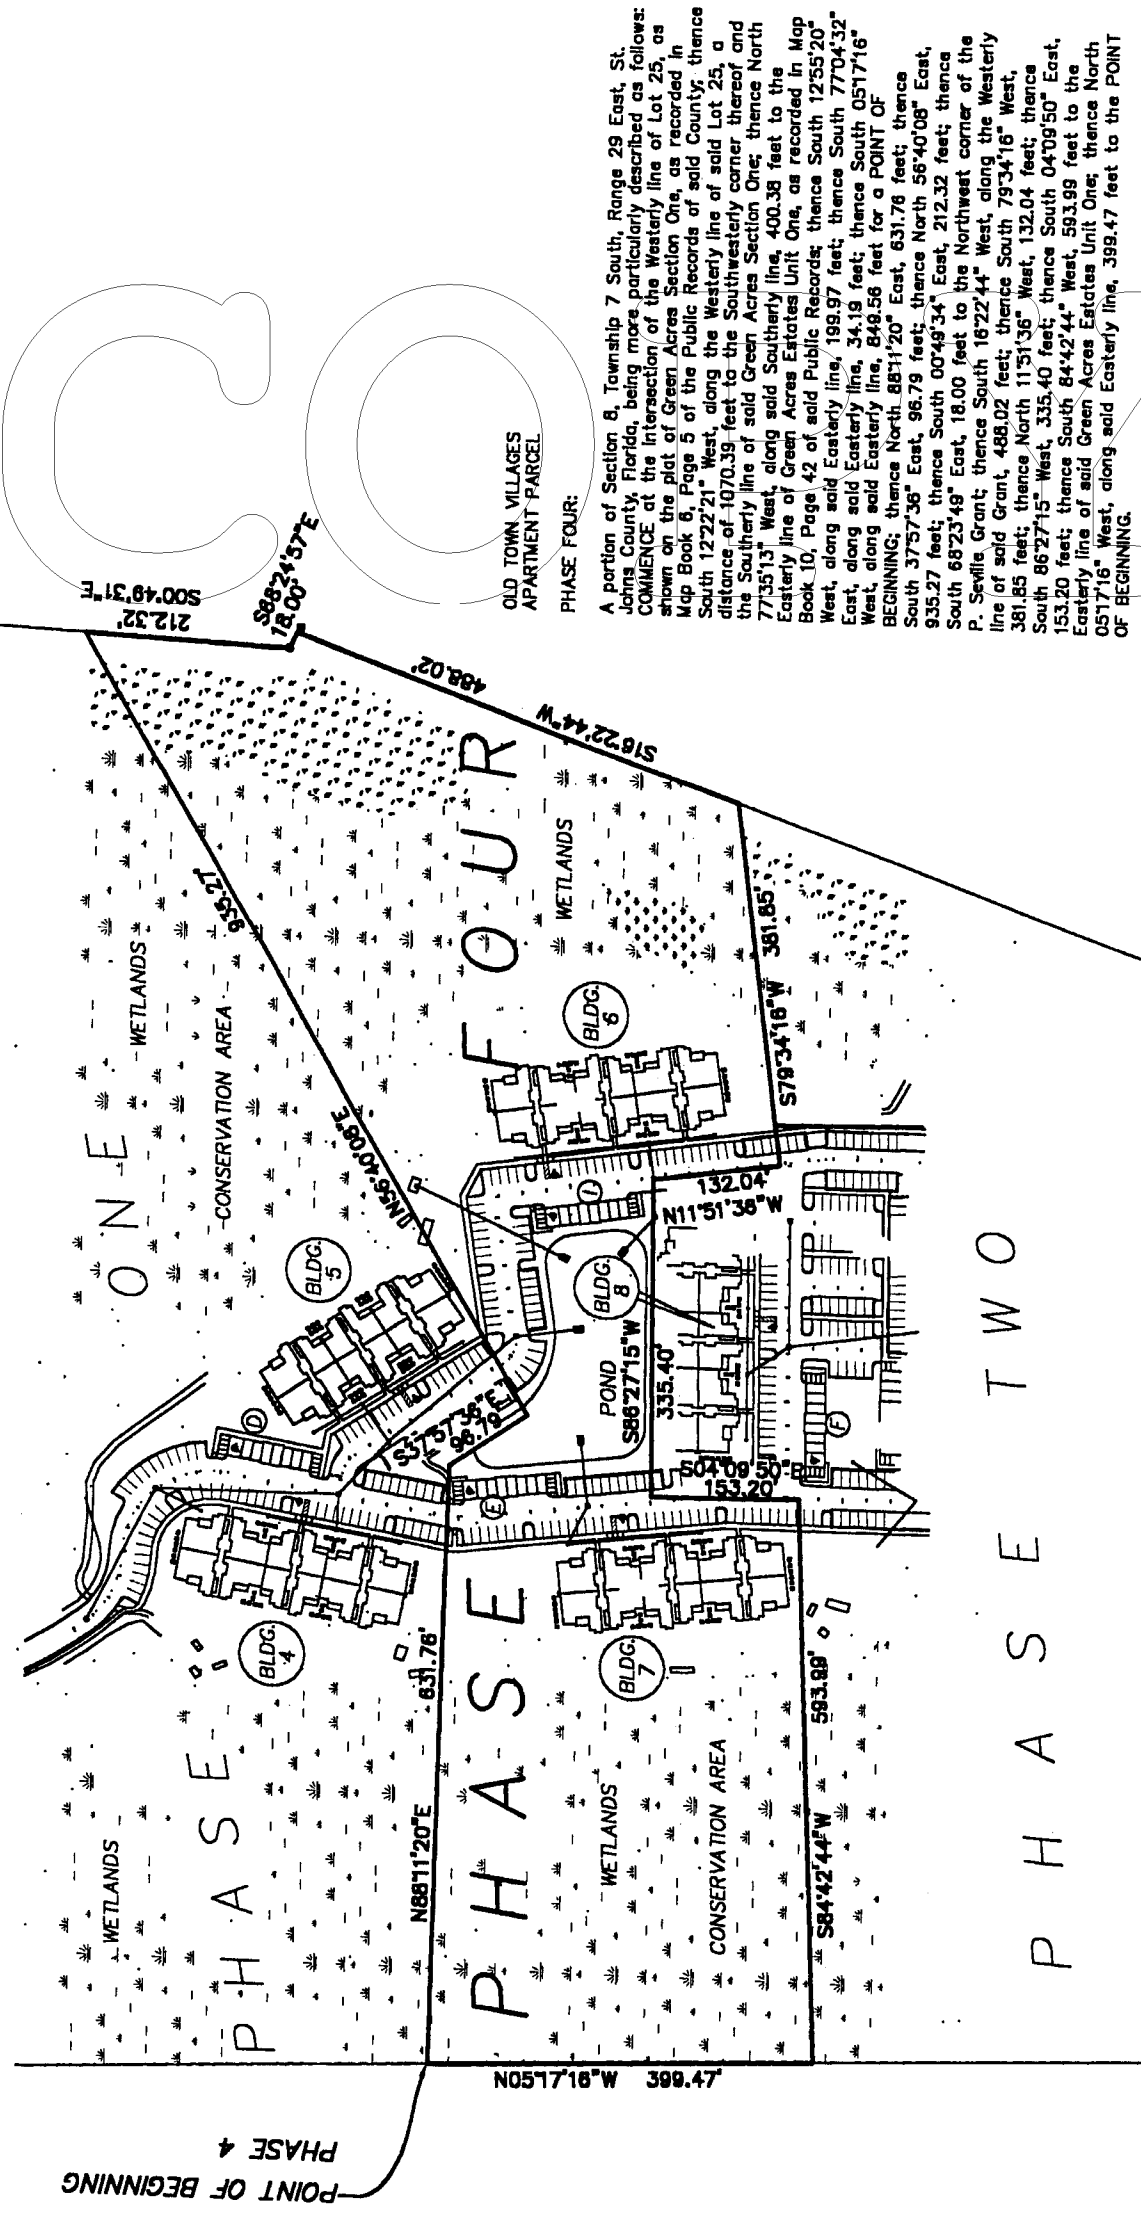 CO
OLD TOWN VILLAGES
APARTMENT PARCEL
PHASE FOUR:
A portion of Section 8, Township 7 South, Range 29 East, St.
Johns County, Florida, being more particularly described as follows:
COMMENCE at the Intersection of the Westerly line of Lot 25, as
shown on the plat of Green Acres Section One, as recorded in
Map Book 6, Page 5 of the Public Records of said County; thence
South 12°22'21" West, along the Westerly line of said Lot 25, a
distance of 1070.39 feet to the Southwesterly corner thereof and
the Southerly line of said Green Acres Section One; thence North
77°35'13" West, along said Southerly line, 400.38 feet to the
Easterly line of Green Acres Estates Unit One, as recorded in Map
Book 10, Page 42 of said Public Records; thence South 12°55'20"
West, along said Easterly line, 199.97 feet; thence South 77°04'32"
East, along said Easterly line, 34.19 feet; thence South 05°17'16"
West, along said Easterly line, 849.56 feet for a POINT OF
BEGINNING; thence North 88°11'20" East, 631.76 feet; thence
South 37°57'36" East, 96.79 feet; thence North 56°40'08" East,
935.27 feet; thence South 00°49'34" East, 212.32 feet; thence
South 68°23'49" East, 18.00 feet to the Northwest corner of the
P. Seville Grant; thence South 16°22'44" West, along the Westerly
line of said Grant, 488.02 feet; thence South 79°34'16" West,
381.85 feet; thence North 11°51'36" West, 132.04 feet; thence
South 86°27'15" West, 335.40 feet; thence South 04°09'50" East,
153.20 feet; thence South 84°42'44" West, 593.99 feet to the
Easterly line of said Green Acres Estates Unit One; thence North
05°17'16" West, along said Easterly line, 399.47 feet to the POINT
OF BEGINNING.
POINT OF BEGINNING
PHASE 4
PHASE ONE
WETLANDS
WETLANDS
CONSERVATION AREA
S00°49'31"E
212.32'
S68°24'57"E
18.00'
935.27'
N56°40'08"E
488.02'
S16°22'44"W
BLDG.
4
BLDG.
5
D
N88°11'20"E
631.76'
S37°57'36"E
96.79'
PHASE FOUR
E
I
POND
BLDG.
8
BLDG.
6
WETLANDS
S86°27'15"W
335.40'
132.04'
N11°51'36"W
S79°34'16"W
381.85'
S04°09'50"E
153.20'
BLDG.
7
WETLANDS
CONSERVATION AREA
N05°17'16"W
399.47'
S84°42'44"W
593.99'
F
PHASE TWO